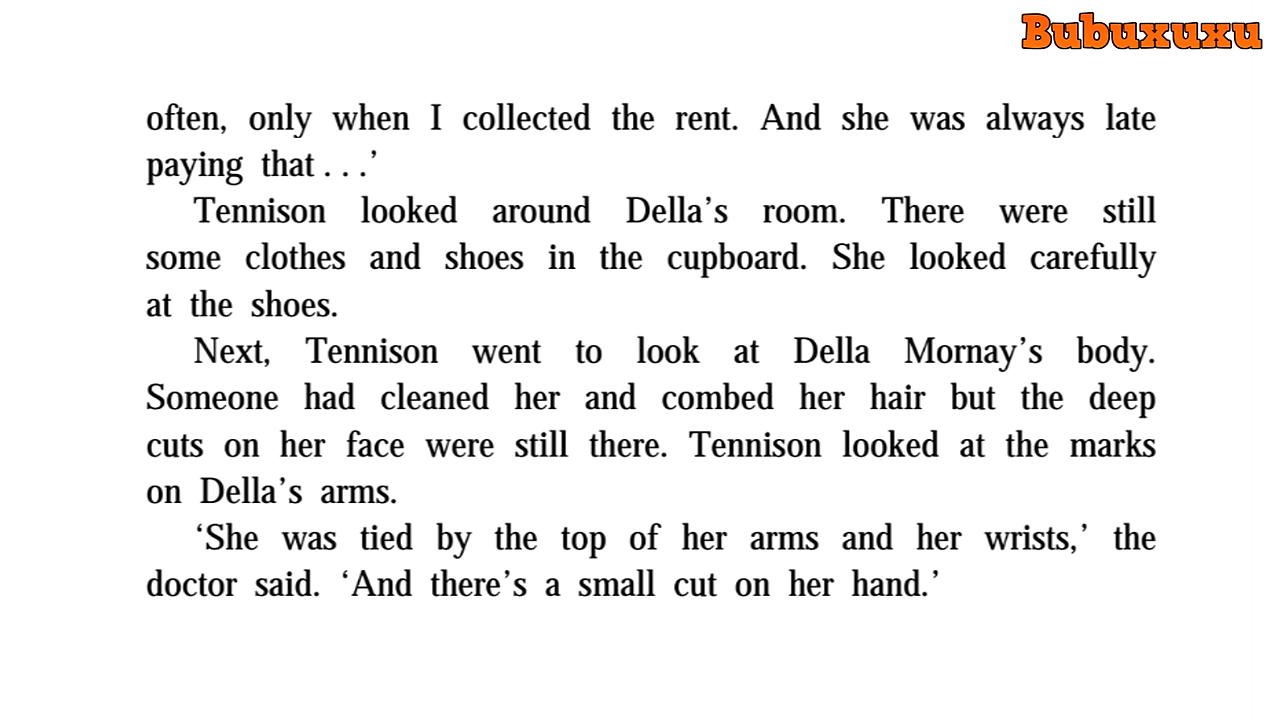 Bubuxuxu
often, only when I collected the rent. And she was always late
paying that . . .’
Tennison looked around Della’s room. There were still
some clothes and shoes in the cupboard. She looked carefully
at the shoes.
Next, Tennison went to look at Della Mornay’s body.
Someone had cleaned her and combed her hair but the deep
cuts on her face were still there. Tennison looked at the marks
on Della’s arms.
‘She was tied by the top of her arms and her wrists,’ the
doctor said. ‘And there’s a small cut on her hand.’